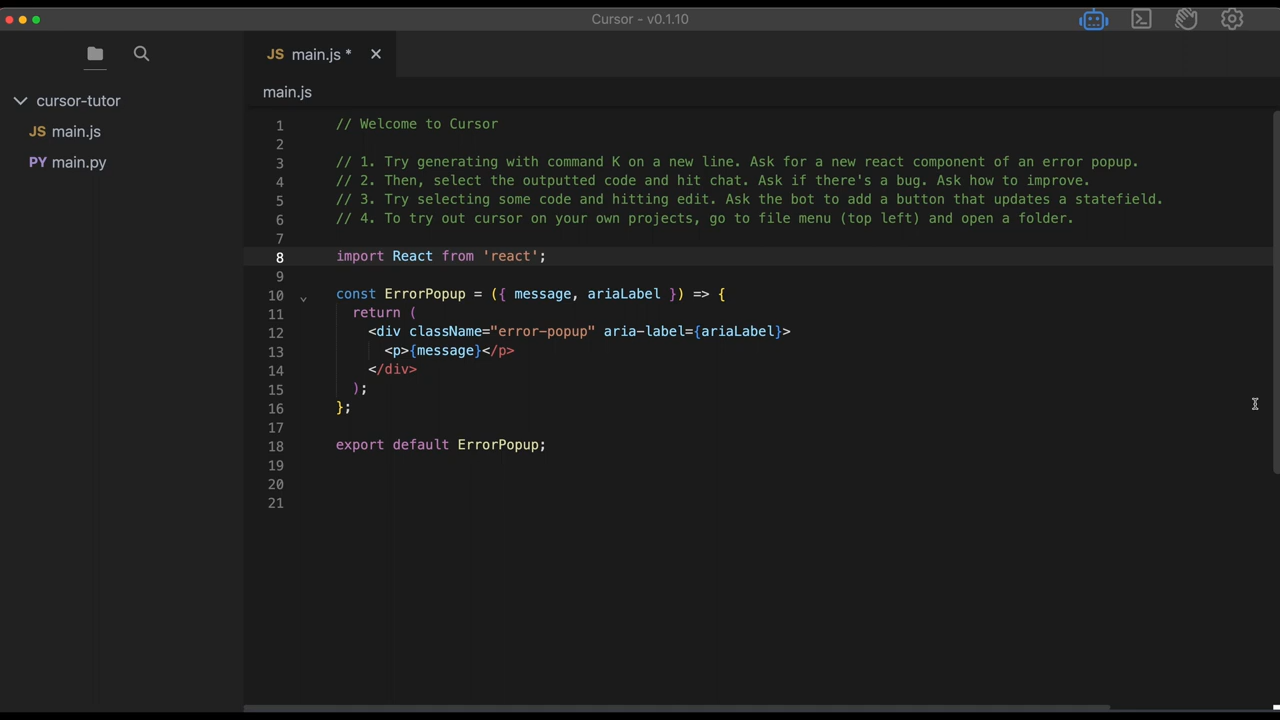 Cursor - v0.1.10
JS main.js *
cursor-tutor
JS main.js
PY main.py
main.js
1 // Welcome to Cursor
2
3 // 1. Try generating with command K on a new line. Ask for a new react component of an error popup.
4 // 2. Then, select the outputted code and hit chat. Ask if there's a bug. Ask how to improve.
5 // 3. Try selecting some code and hitting edit. Ask the bot to add a button that updates a statefield.
6 // 4. To try out cursor on your own projects, go to file menu (top left) and open a folder.
7
8 import React from 'react';
9
10 const ErrorPopup = ({ message, ariaLabel }) => {
11 return (
12 <div className="error-popup" aria-label={ariaLabel}>
13 <p>{message}</p>
14 </div>
15 );
16 };
17
18 export default ErrorPopup;
19
20
21